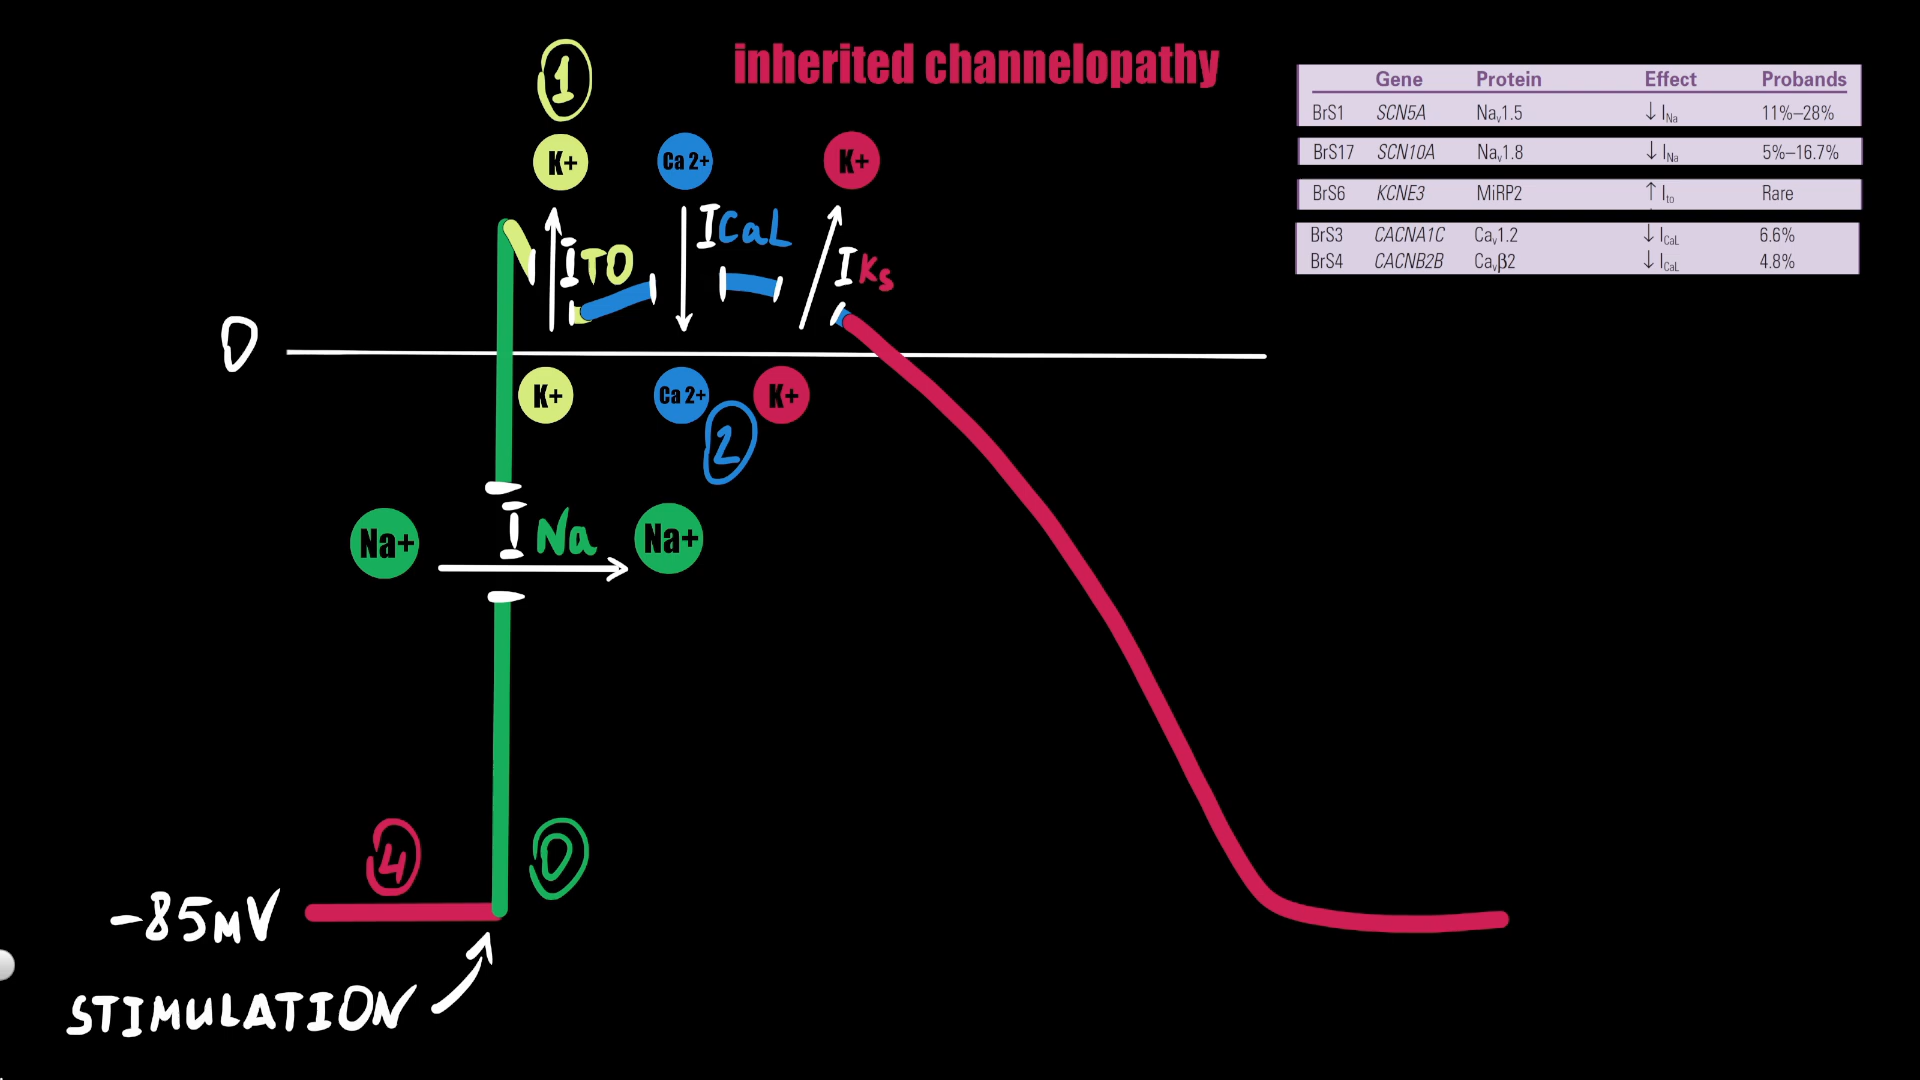 inherited channelopathy
Gene Protein Effect Probands
BrS1 SCN5A Nav1.5 ↓ INa 11%–28%
BrS17 SCN10A Nav1.8 ↓ INa 5%–16.7%
BrS6 KCNE3 MiRP2 ↑ Ito Rare
BrS3 CACNA1C Cav1.2 ↓ ICaL 6.6%
BrS4 CACNB2B Cavβ2 ↓ ICaL 4.8%
1
K+ Ca 2+ K+
ITO ICaL IKs
0
K+ Ca 2+ K+
2
Na+ INa Na+
4 0
-85mV
STIMULATION